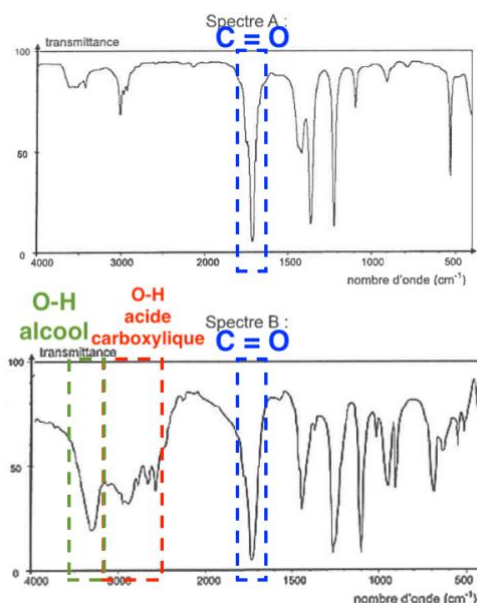 Spectre A :
C = O
transmittance
100
50
0
4000 3000 2000 1500 1000 500
nombre d'onde (cm-1)
O-H
alcool
O-H
acide
carboxylique
Spectre B :
C = O
transmittance
100
50
0
4000 3000 2000 1500 1000 500
nombre d'onde (cm-1)